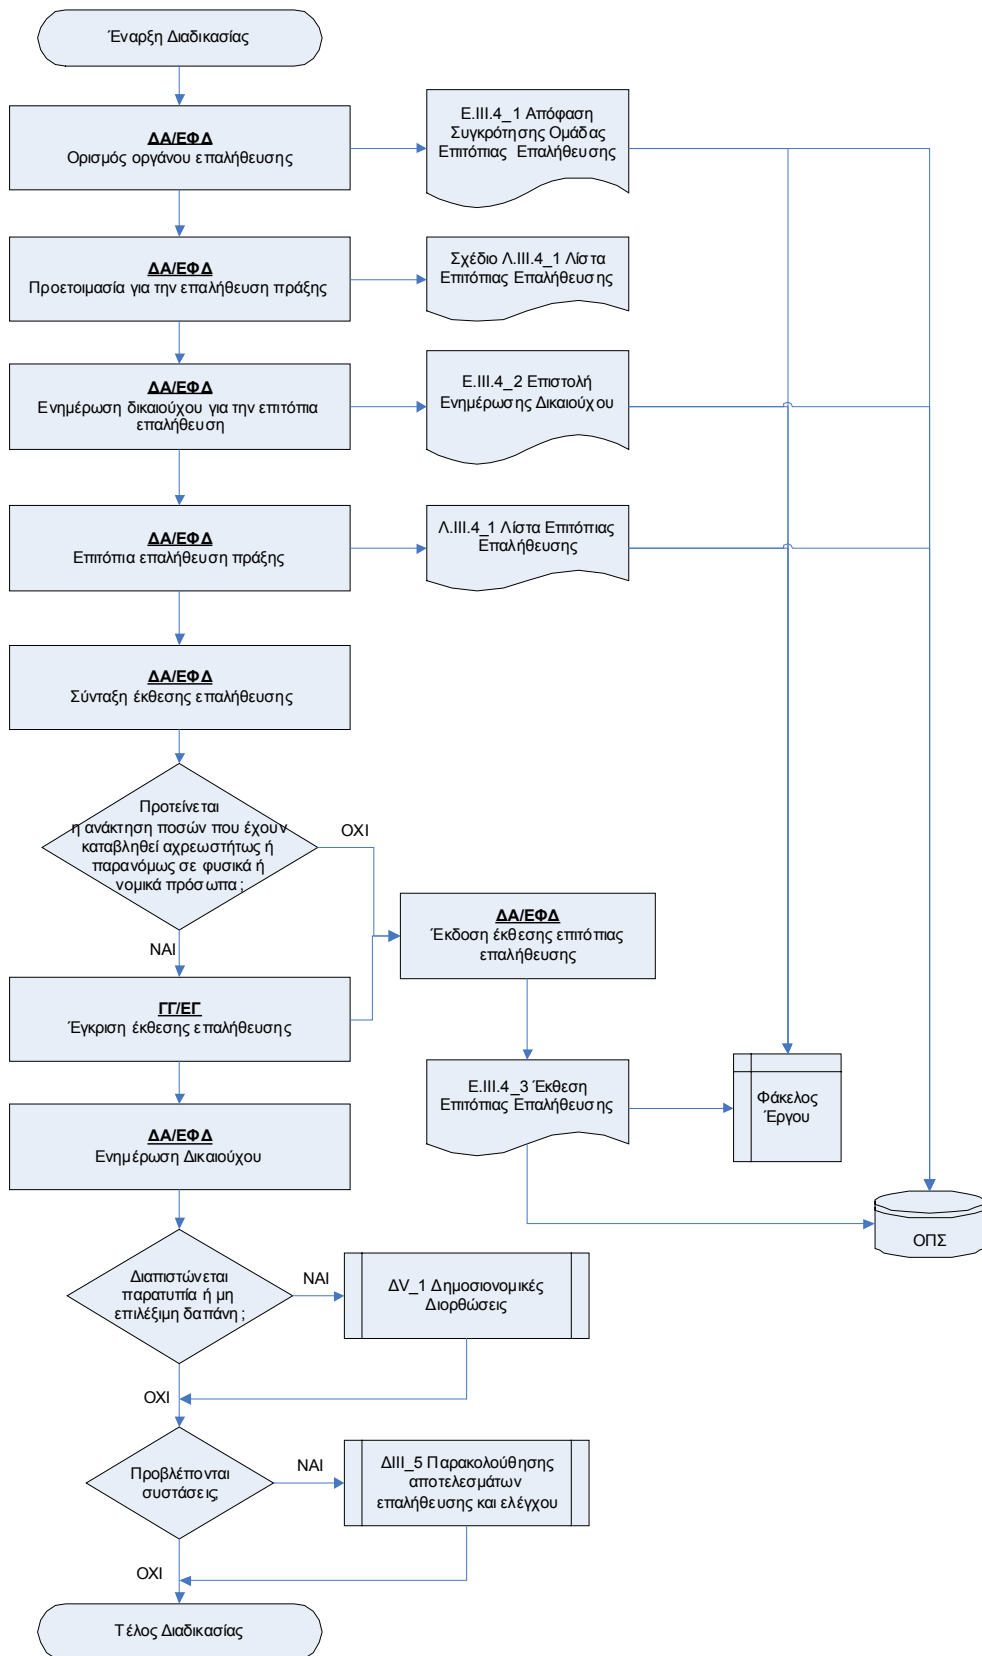 Έναρξη Διαδικασίας
ΔΑ/ΕΦΔ
Ορισμός οργάνου επαλήθευσης
Ε.ΙΙΙ.4_1 Απόφαση
Συγκρότησης Ομάδας
Επιτόπιας Επαλήθευσης
ΔΑ/ΕΦΔ
Προετοιμασία για την επαλήθευση πράξης
Σχέδιο Λ.ΙΙΙ.4_1 Λίστα
Επιτόπιας Επαλήθευσης
ΔΑ/ΕΦΔ
Ενημέρωση δικαιούχου για την επιτόπια
επαλήθευση
Ε.ΙΙΙ.4_2 Επιστολή
Ενημέρωσης Δικαιούχου
ΔΑ/ΕΦΔ
Επιτόπια επαλήθευση πράξης
Λ.ΙΙΙ.4_1 Λίστα Επιτόπιας
Επαλήθευσης
ΔΑ/ΕΦΔ
Σύνταξη έκθεσης επαλήθευσης
Προτείνεται
η ανάκτηση ποσών που έχουν
καταβληθεί αχρεωστήτως ή
παρανόμως σε φυσικά ή
νομικά πρόσωπα;
ΟΧΙ
ΝΑΙ
ΔΑ/ΕΦΔ
Έκδοση έκθεσης επιτόπιας
επαλήθευσης
ΓΓ/ΕΓ
Έγκριση έκθεσης επαλήθευσης
Ε.ΙΙΙ.4_3 Έκθεση
Επιτόπιας Επαλήθευσης
Φάκελος
Έργου
ΔΑ/ΕΦΔ
Ενημέρωση Δικαιούχου
ΟΠΣ
Διαπιστώνεται
παρατυπία ή μη
επιλέξιμη δαπάνη;
ΝΑΙ
ΔV_1 Δημοσιονομικές
Διορθώσεις
ΟΧΙ
Προβλέπονται
συστάσεις;
ΝΑΙ
ΔΙΙΙ_5 Παρακολούθησης
αποτελεσμάτων
επαλήθευσης και ελέγχου
ΟΧΙ
Τέλος Διαδικασίας